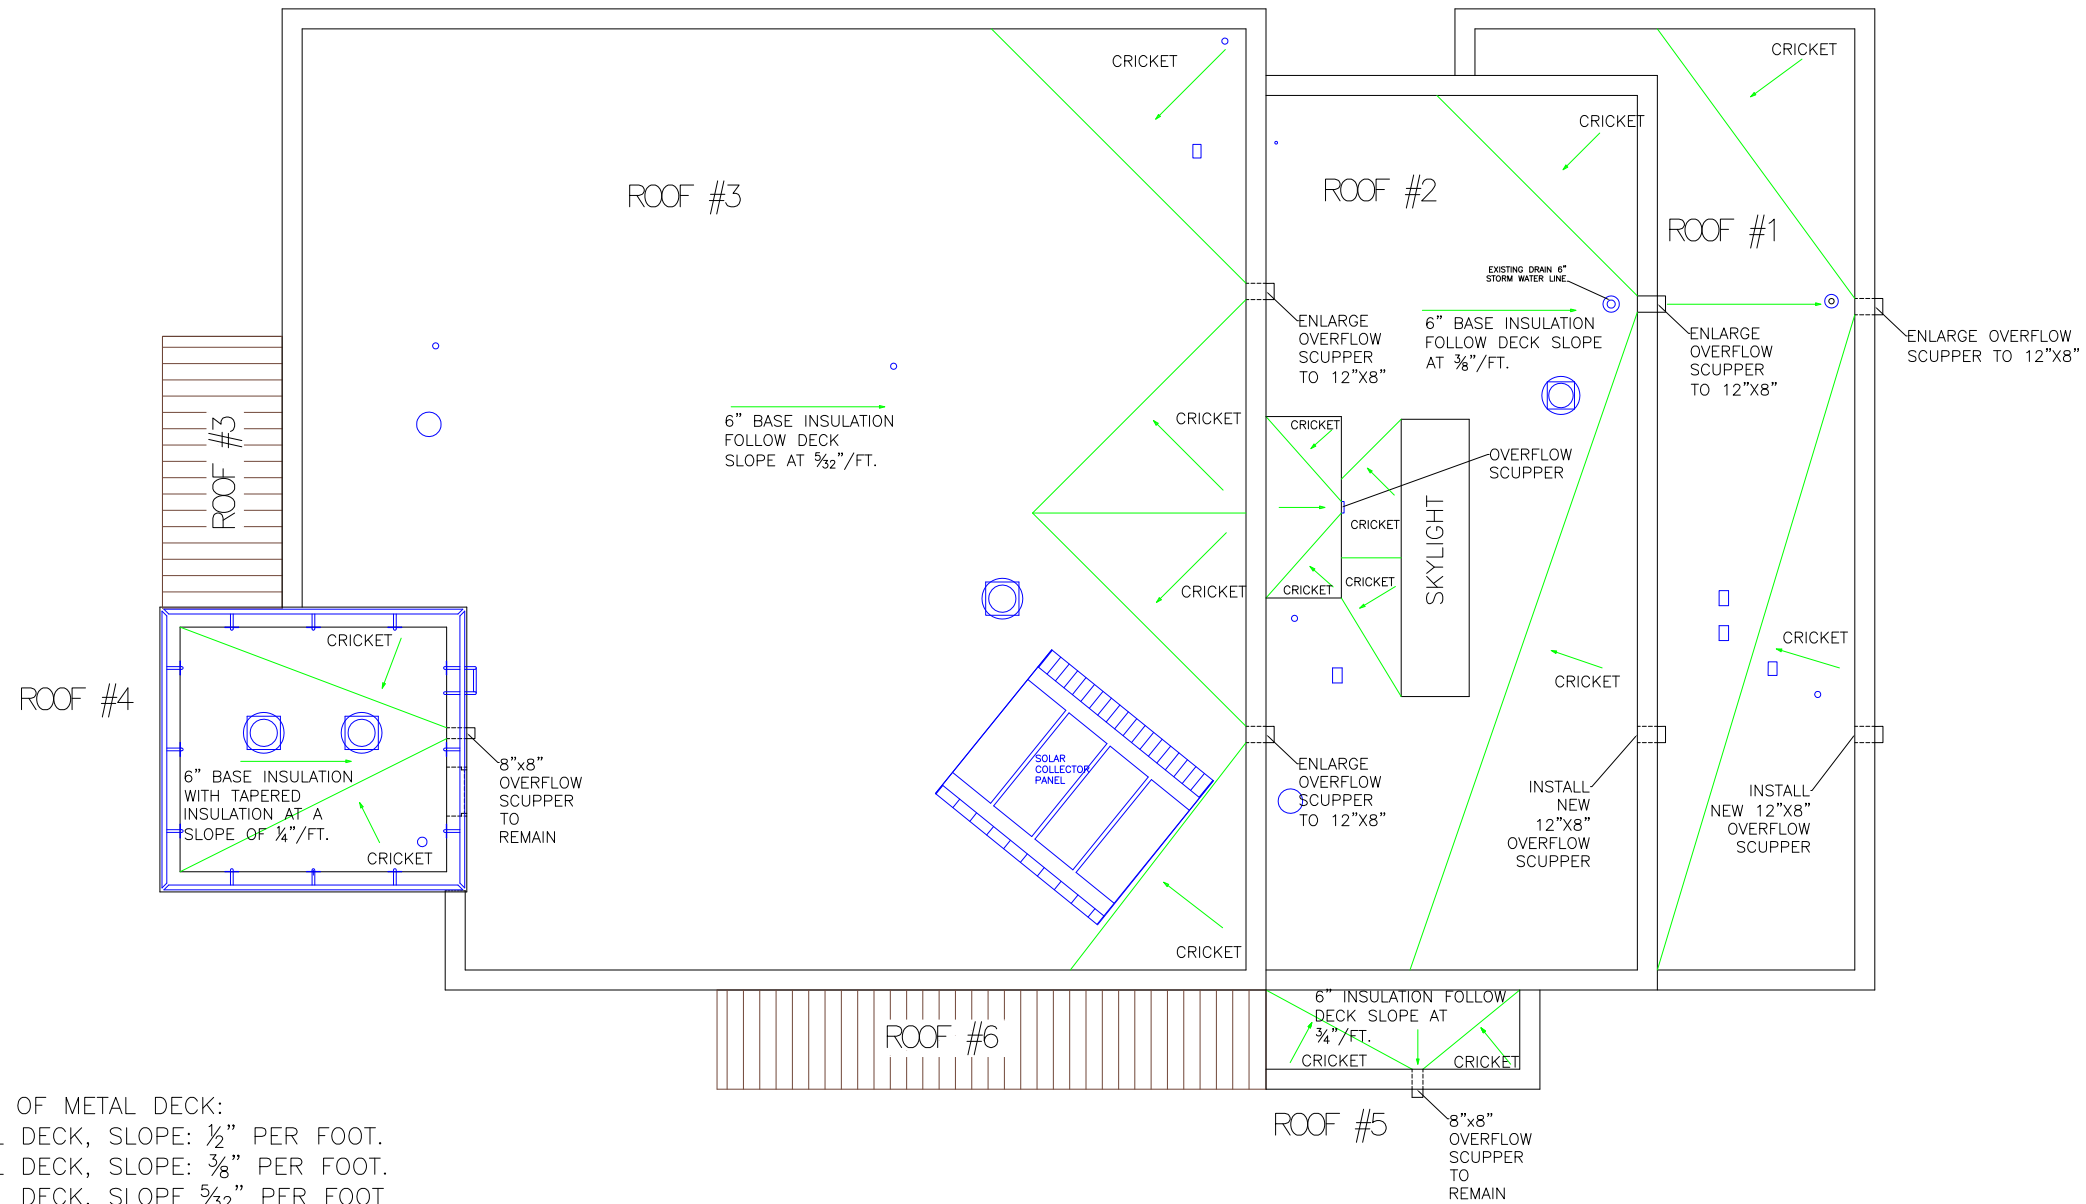 CRICKET
CRICKET
CRICKET
ROOF #3
ROOF #2
ROOF #1
EXISTING DRAIN 6"
STORM WATER LINE
ENLARGE
OVERFLOW
SCUPPER
TO 12"X8"
6" BASE INSULATION
FOLLOW DECK SLOPE
AT ⅜"/FT.
ENLARGE
OVERFLOW
SCUPPER
TO 12"X8"
ENLARGE OVERFLOW
SCUPPER TO 12"X8"
ROOF #3
6" BASE INSULATION
FOLLOW DECK
SLOPE AT 5⁄32"/FT.
CRICKET
CRICKET
OVERFLOW
SCUPPER
CRICKET
SKYLIGHT
CRICKET
CRICKET
CRICKET
CRICKET
CRICKET
CRICKET
ROOF #4
6" BASE INSULATION
WITH TAPERED
INSULATION AT A
SLOPE OF ¼"/FT.
CRICKET
8"x8"
OVERFLOW
SCUPPER
TO
REMAIN
SOLAR
COLLECTOR
PANEL
ENLARGE
OVERFLOW
SCUPPER
TO 12"X8"
INSTALL
NEW
12"X8"
OVERFLOW
SCUPPER
INSTALL
NEW 12"X8"
OVERFLOW
SCUPPER
CRICKET
ROOF #6
6" INSULATION FOLLOW
DECK SLOPE AT
¾"/FT.
CRICKET
CRICKET
ROOF #5
8"x8"
OVERFLOW
SCUPPER
TO
REMAIN
OF METAL DECK:
DECK, SLOPE: ½" PER FOOT.
DECK, SLOPE: ⅜" PER FOOT.
DECK, SLOPE 5⁄32" PER FOOT